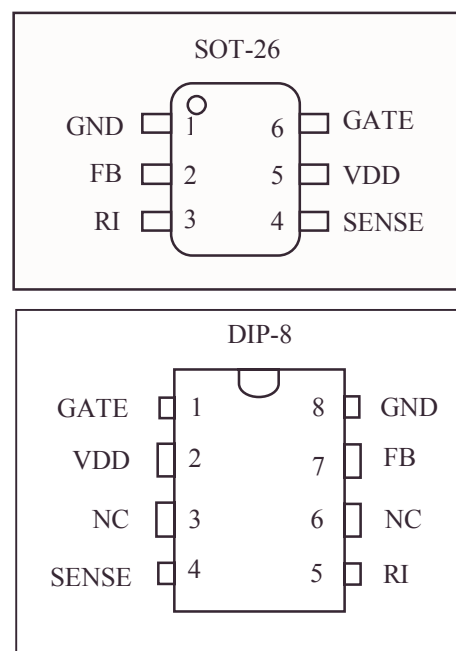 SOT-26
GND 1 6 GATE
FB 2 5 VDD
RI 3 4 SENSE
DIP-8
GATE 1 8 GND
VDD 2 7 FB
NC 3 6 NC
SENSE 4 5 RI